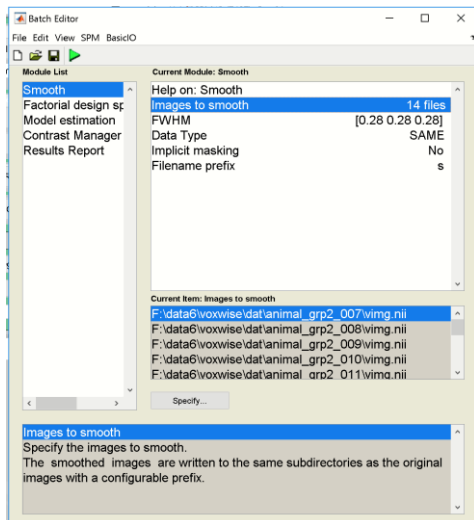 Batch Editor
File Edit View SPM BasicIO
Module List
Current Module: Smooth
Smooth
Factorial design sp
Model estimation
Contrast Manager
Results Report
Help on: Smooth
Images to smooth 14 files
FWHM [0.28 0.28 0.28]
Data Type SAME
Implicit masking No
Filename prefix s
Current Item: Images to smooth
F:\data6\voxwise\dat\animal_grp2_007\vimg.nii
F:\data6\voxwise\dat\animal_grp2_008\vimg.nii
F:\data6\voxwise\dat\animal_grp2_009\vimg.nii
F:\data6\voxwise\dat\animal_grp2_010\vimg.nii
F:\data6\voxwise\dat\animal_grp2_011\vimg.nii
Specify...
Images to smooth
Specify the images to smooth.
The smoothed images are written to the same subdirectories as the original
images with a configurable prefix.